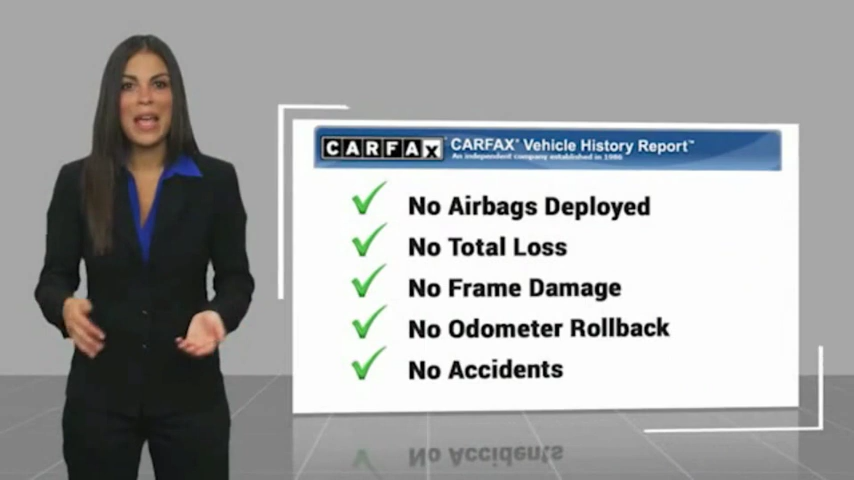 CARFAX CARFAX® Vehicle History Report™
An independent company established in 1986
No Airbags Deployed
No Total Loss
No Frame Damage
No Odometer Rollback
No Accidents
No Accidents